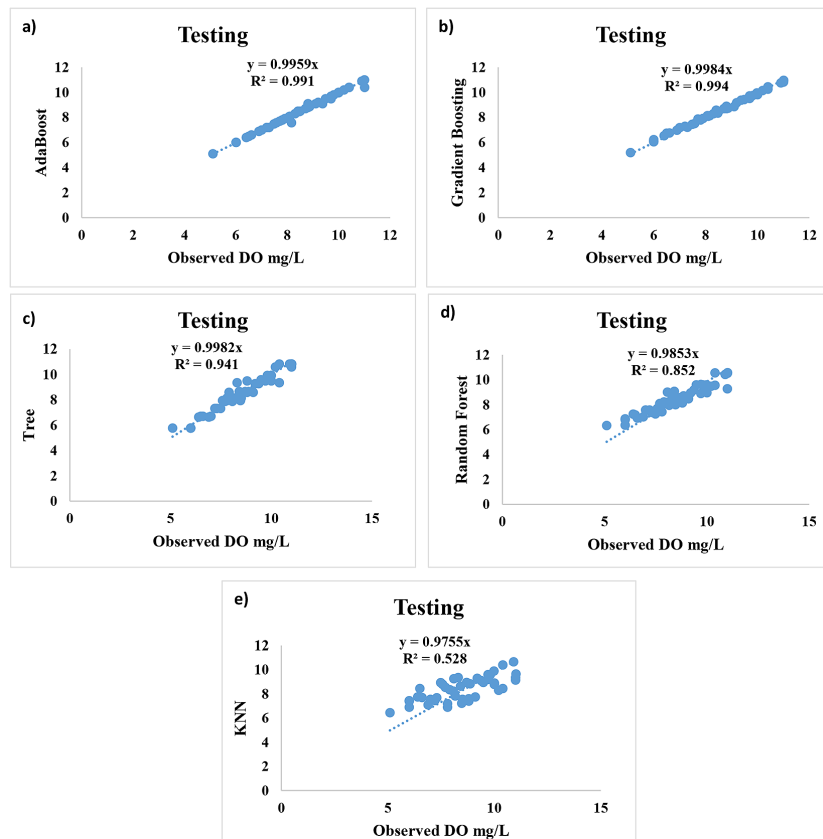 a)
Testing
y = 0.9959x
R² = 0.991
12
10
8
6
4
2
0
AdaBoost
0 2 4 6 8 10 12
Observed DO mg/L
b)
Testing
y = 0.9984x
R² = 0.994
12
10
8
6
4
2
0
Gradient Boosting
0 2 4 6 8 10 12
Observed DO mg/L
c)
Testing
y = 0.9982x
R² = 0.941
12
10
8
6
4
2
0
Tree
0 5 10 15
Observed DO mg/L
d)
Testing
y = 0.9853x
R² = 0.852
12
10
8
6
4
2
0
Random Forest
0 5 10 15
Observed DO mg/L
e)
Testing
y = 0.9755x
R² = 0.528
12
10
8
6
4
2
0
KNN
0 5 10 15
Observed DO mg/L